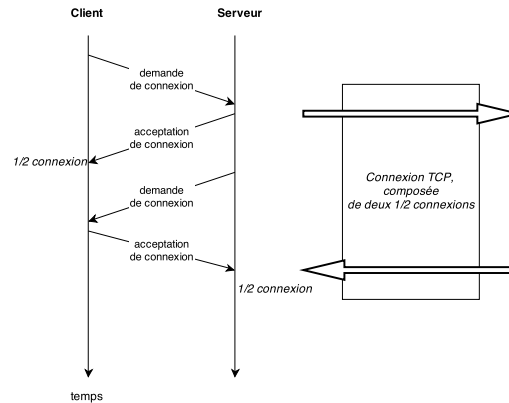 Client
Serveur
demande
de connexion
acceptation
de connexion
1/2 connexion
demande
de connexion
acceptation
de connexion
1/2 connexion
temps
Connexion TCP,
composée
de deux 1/2 connexions